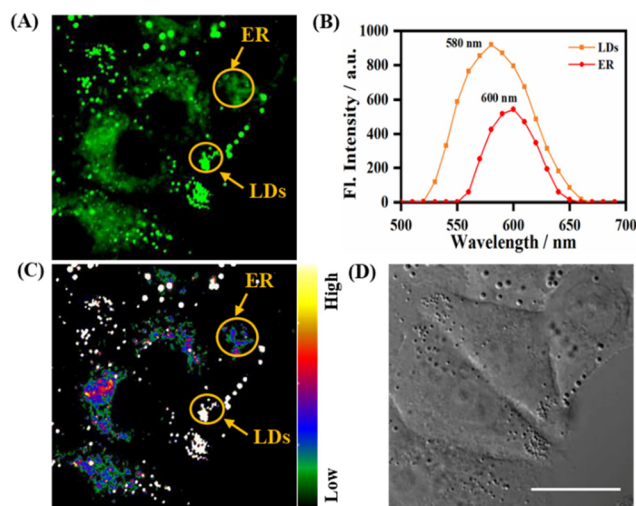 (A)
ER
LDs
(B)
1000
800
600
400
200
0
Fl. Intensity / a.u.
580 nm
600 nm
LDs
ER
500
550
600
650
700
Wavelength / nm
(C)
ER
LDs
High
Low
(D)